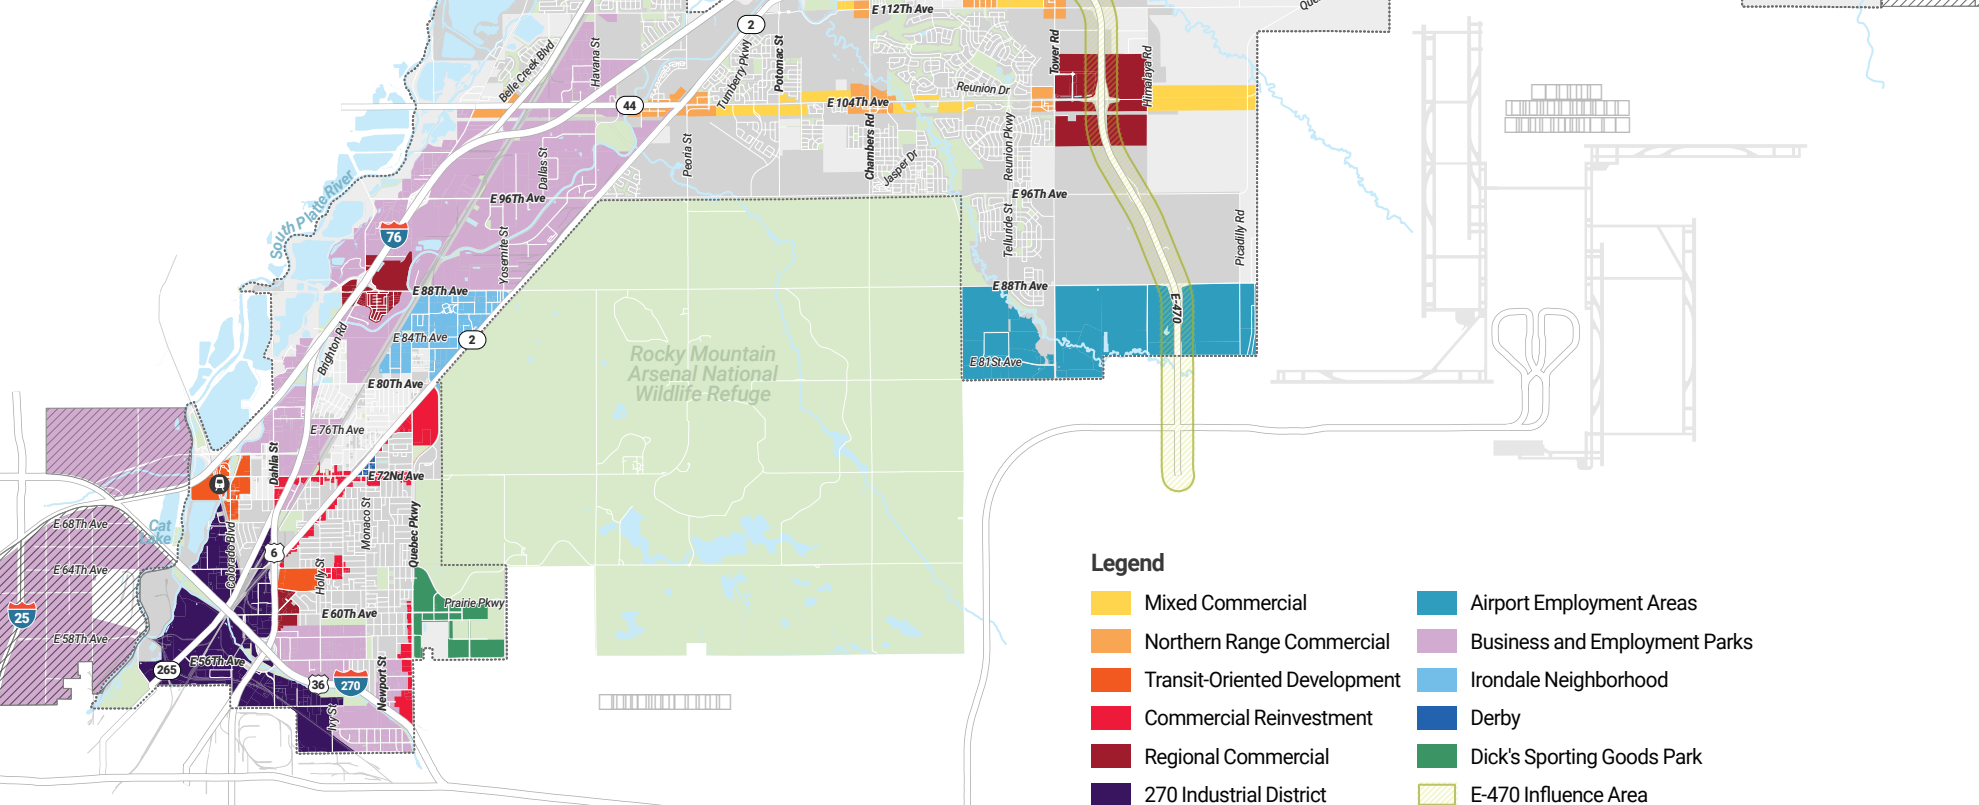 E 112Th Ave
Que
2
Belle Creek Blvd
Havana St
Tumberry Pkwy
Potomac St
Tower Rd
Himalaya Rd
Reunion Dr
44
E 104Th Ave
Peoria St
Chambers Rd
Jasper Dr
Reunion Pkwy
Dallas St
E 96Th Ave
E 96Th Ave
South Platte River
76
Yosemite St
Telluride St
Picadilly Rd
E 88Th Ave
E 88Th Ave
E-470
Brighton Rd
E 84Th Ave
2
Rocky Mountain
Arsenal National
Wildlife Refuge
E 81St Ave
E 80Th Ave
E 76Th Ave
Dahlia St
E 72Nd Ave
Monaco St
Quebec Pkwy
E 68Th Ave
Cat
Lake
Colorado Blvd
6
E 64Th Ave
Holly St
25
E 60Th Ave
Prairie Pkwy
E 58Th Ave
265
E 56Th Ave
36
270
Newport St
Ivy St
Legend
Mixed Commercial
Northern Range Commercial
Transit-Oriented Development
Commercial Reinvestment
Regional Commercial
270 Industrial District
Airport Employment Areas
Business and Employment Parks
Irondale Neighborhood
Derby
Dick's Sporting Goods Park
E-470 Influence Area